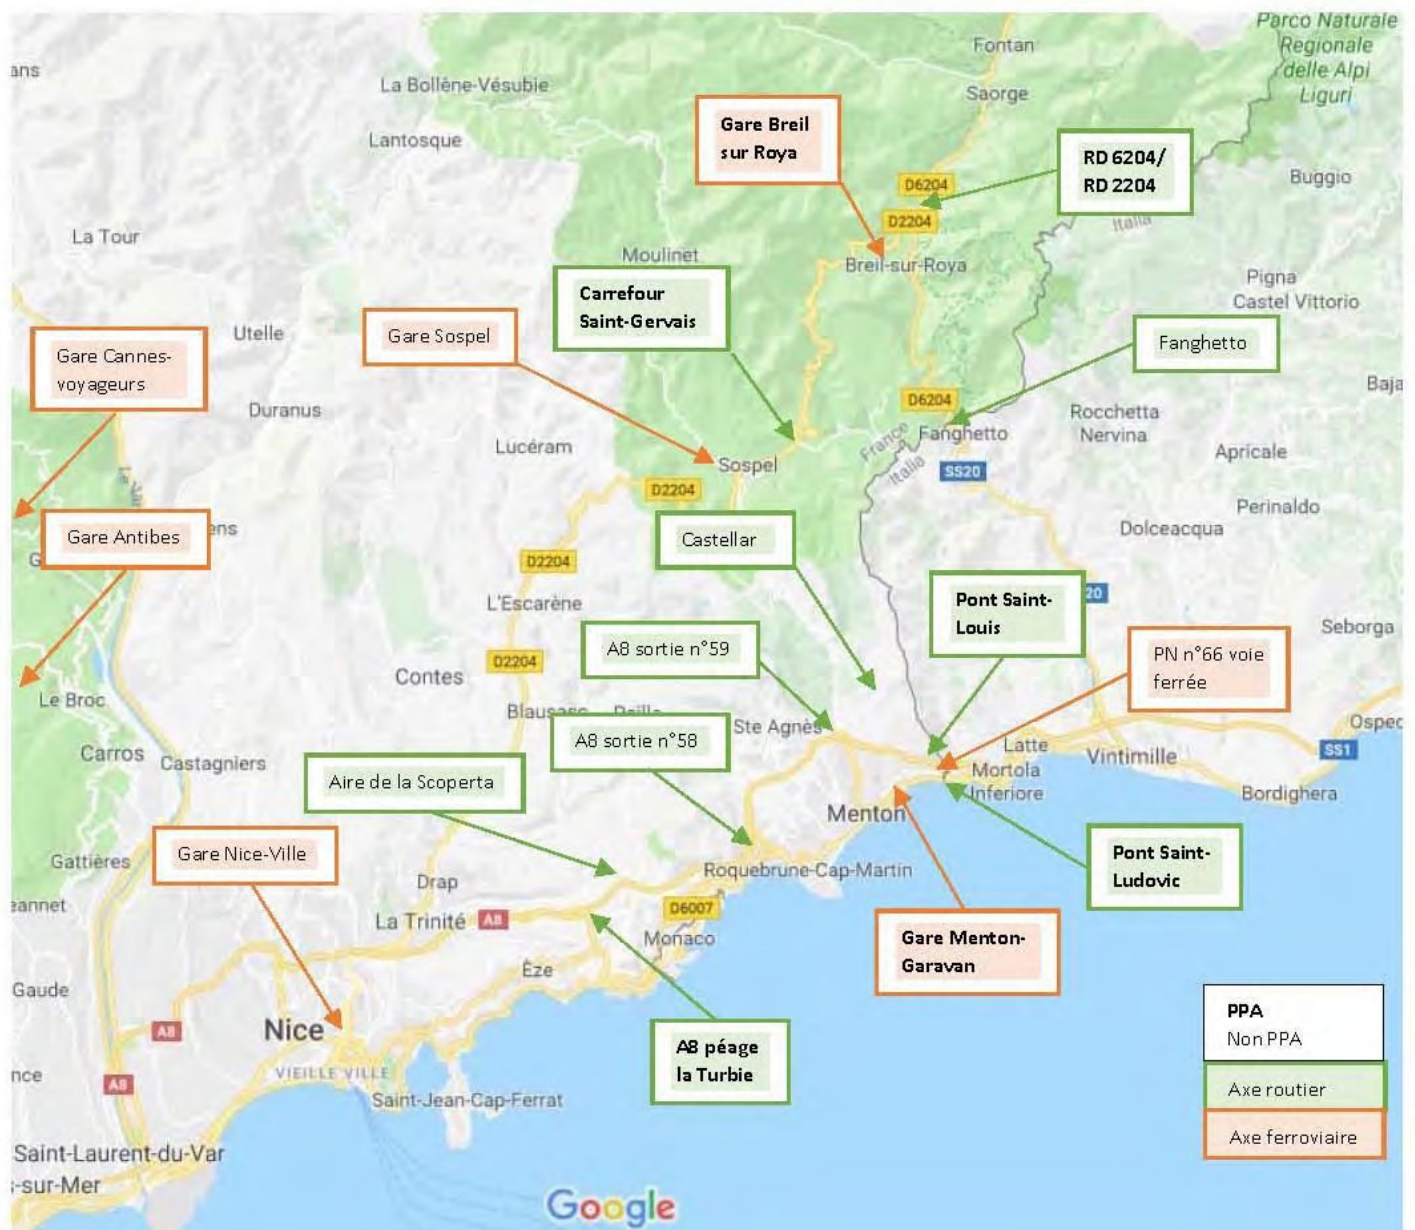 Parco Naturale
Regionale
delle Alpi
Liguri
Fontan
ans
La Bollène-Vésubie
Saorge
Lantosque
Gare Breil
sur Roya
RD 6204/
RD 2204
Buggio
D6204
D2204
Italia
La Tour
Moulinet
Breil-sur-Roya
Pigna
Castel Vittorio
Carrefour
Saint-Gervais
Gare Sospel
Utelle
Fanghetto
Gare Cannes-
voyageurs
Baja
D6204
Duranus
Rocchetta
Nervina
Lucéram
France
Italia
Fanghetto
Apricale
Sospel
SS20
D2204
Perinaldo
Gare Antibes
ens
Castellar
Dolceacqua
D2204
L'Escarène
Pont Saint-
Louis
20
Seborga
A8 sortie n°59
PN n°66 voie
ferrée
D2204
Contes
Le Broc
Ste Agnès
Ospec
A8 sortie n°58
Carros
Castagniers
Latte
Vintimille
SS1
Mortola
Inferiore
Bordighera
Aire de la Scoperta
Menton
Gare Nice-Ville
Gattières
Roquebrune-Cap-Martin
Pont Saint-
Ludovic
Drap
eannet
La Trinité
A8
D6007
Monaco
Gare Menton-
Garavan
Èze
Gaude
A8
Nice
PPA
Non PPA
A8 péage
la Turbie
VIEILLE VILLE
nce
A8
Saint-Jean-Cap-Ferrat
Axe routier
Axe ferroviaire
Saint-Laurent-du-Var
-sur-Mer
Google